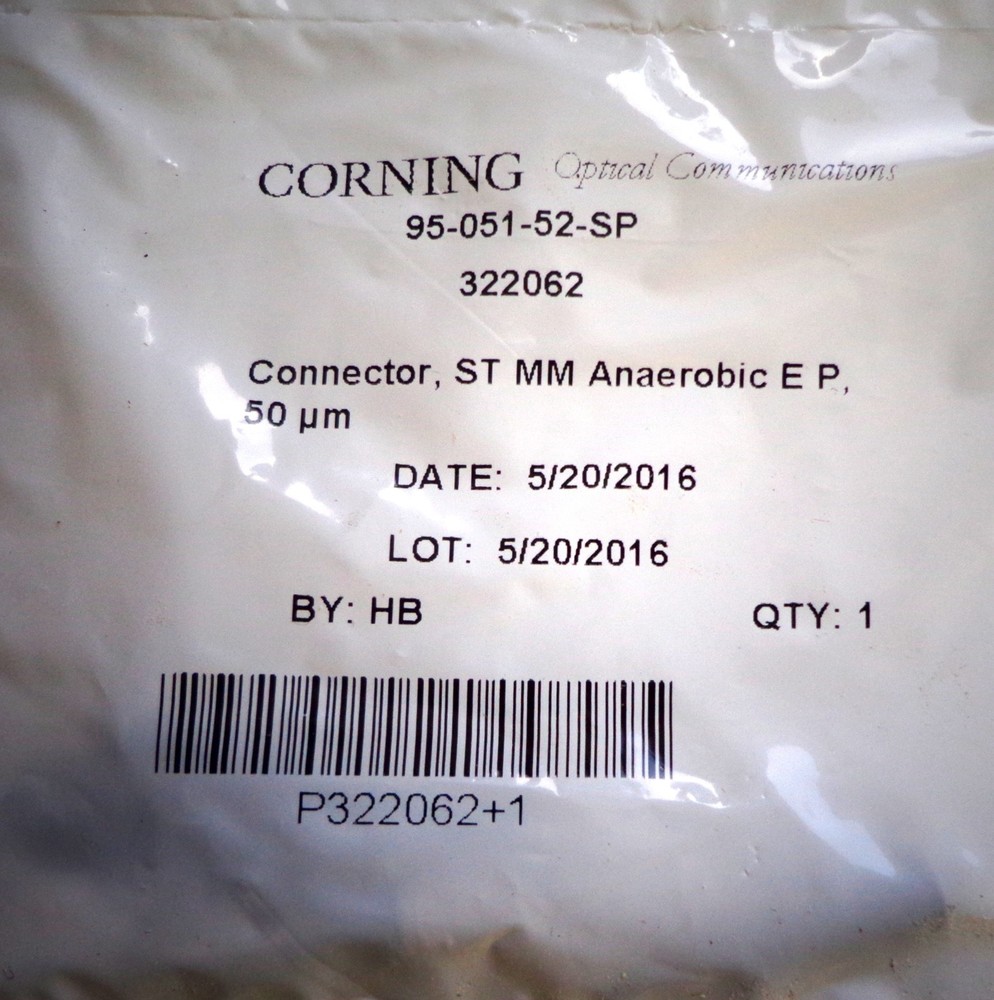 CORNING Optical Communications
95-051-52-SP
322062
Connector, ST MM Anaerobic E P,
50 µm
DATE: 5/20/2016
LOT: 5/20/2016
BY: HB QTY: 1
P322062+1